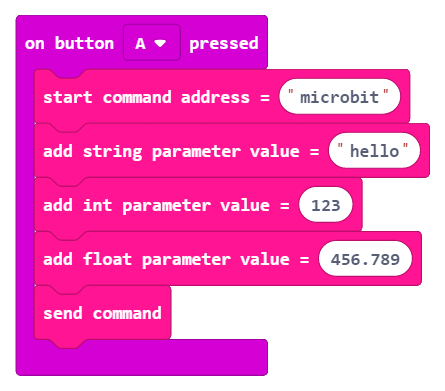 on button A pressed
start command address = "microbit"
add string parameter value = "hello"
add int parameter value = 123
add float parameter value = 456.789
send command